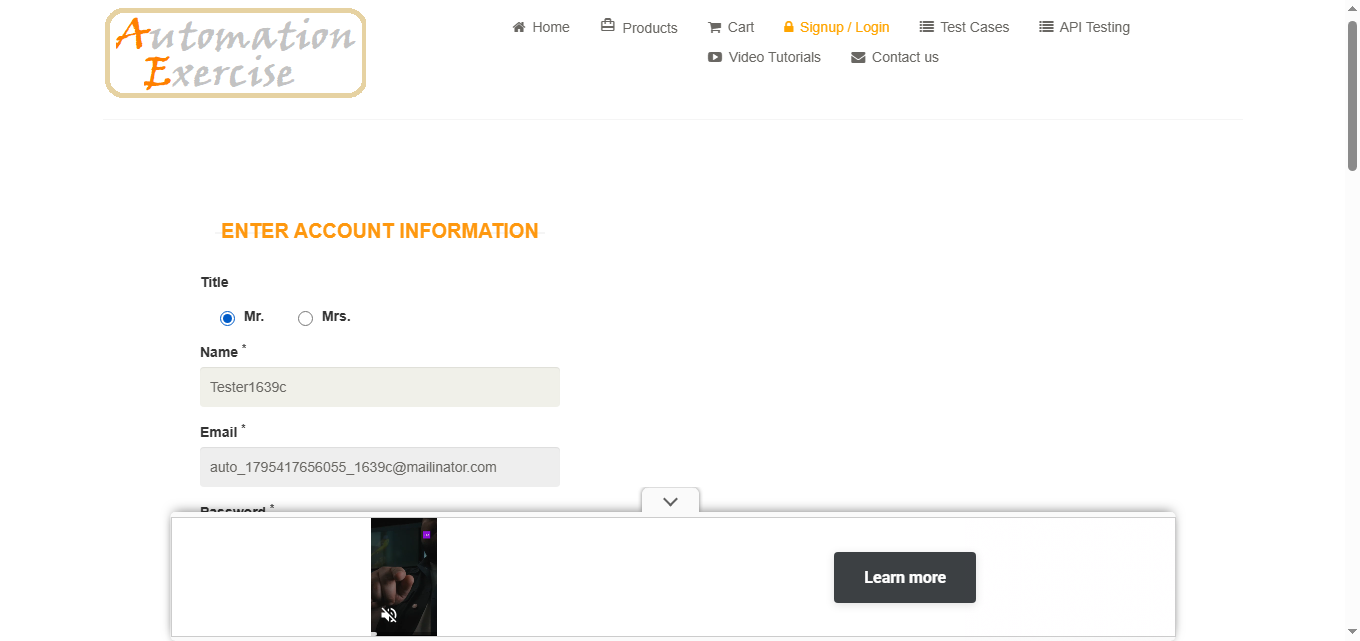 Automation
Exercise
Home
Products
Cart
Signup / Login
Test Cases
API Testing
Video Tutorials
Contact us
ENTER ACCOUNT INFORMATION
Title
Mr.
Mrs.
Name *
Tester1639c
Email *
auto_1795417656055_1639c@mailinator.com
Password *
Learn more